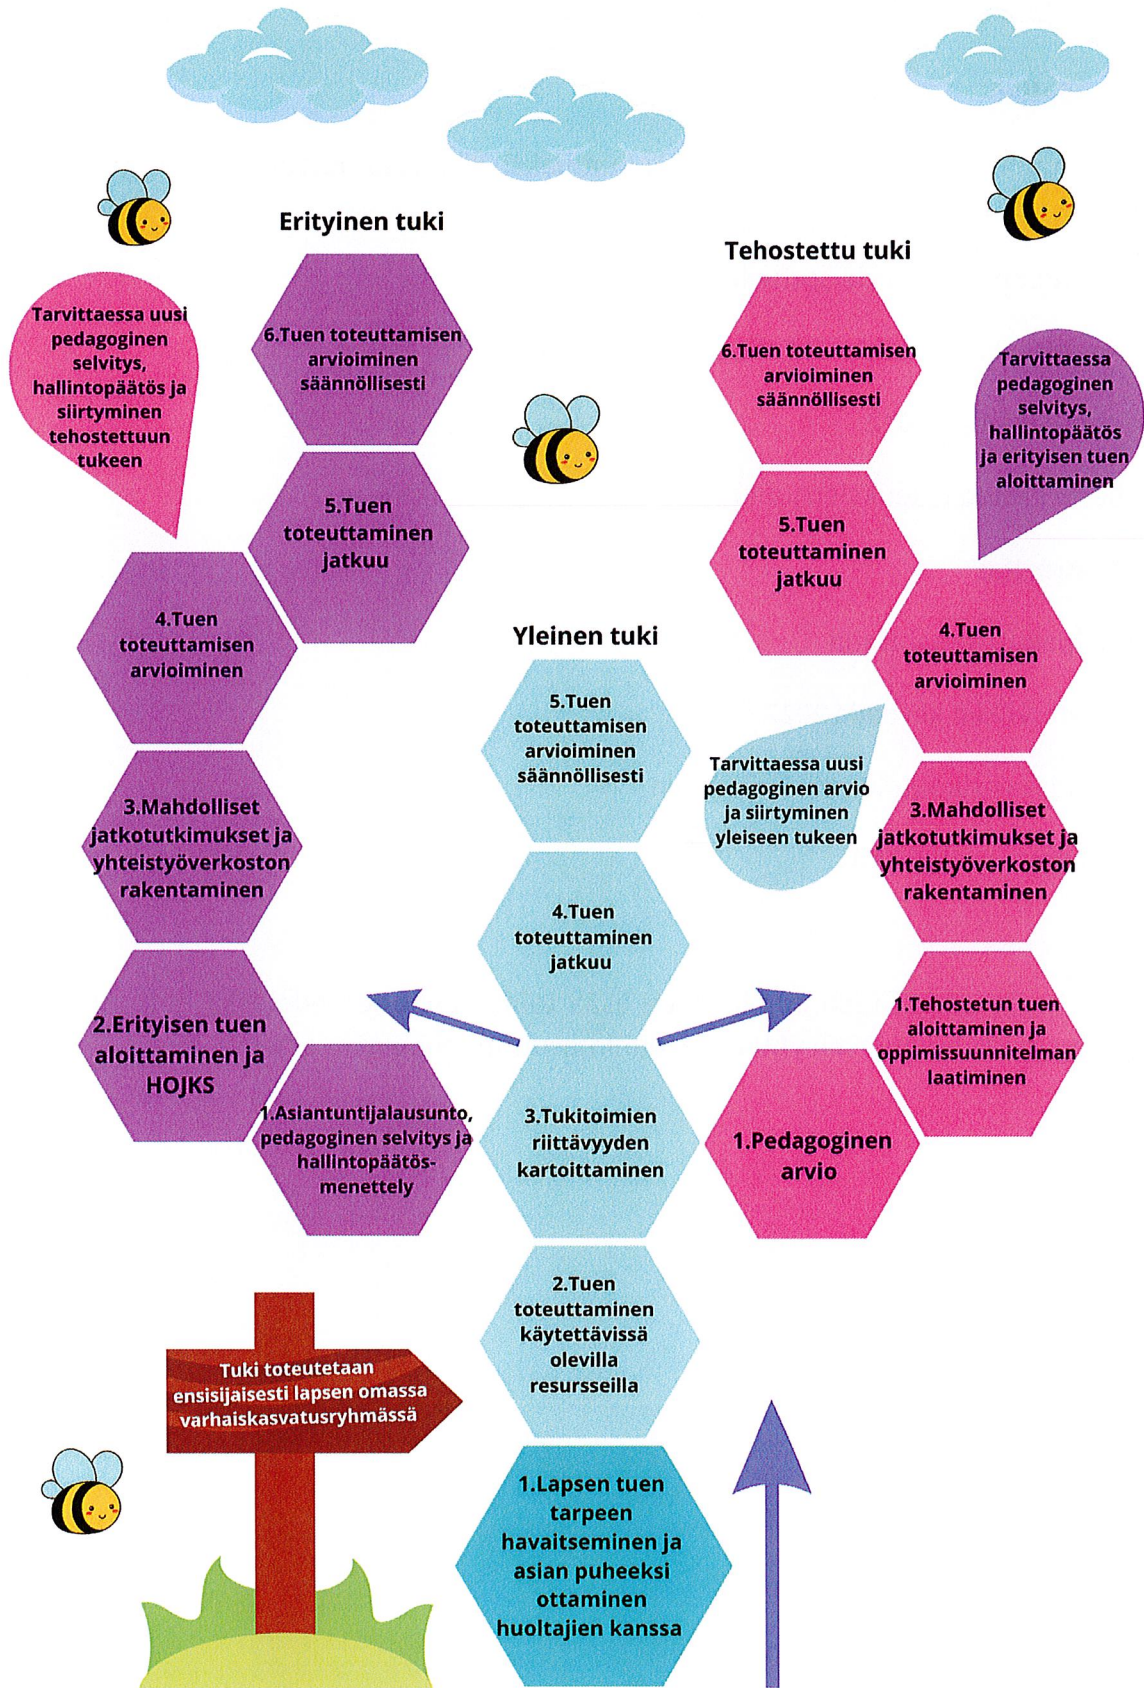 Erityinen tuki
6.Tuen toteuttamisen
arvioiminen
säännöllisesti
5.Tuen
toteuttaminen
jatkuu
Tarvittaessa uusi
pedagoginen
selvitys,
hallintopäätös ja
siirtyminen
tehostettuun
tukeen
4.Tuen
toteuttamisen
arvioiminen
3.Mahdolliset
jatkotutkimukset ja
yhteistyöverkoston
rakentaminen
2.Erityisen tuen
aloittaminen ja
HOJKS
1.Asiantuntijalausunto,
pedagoginen selvitys ja
hallintopäätös-
menettely
Yleinen tuki
5.Tuen
toteuttamisen
arvioiminen
säännöllisesti
4.Tuen
toteuttaminen
jatkuu
3.Tukitoimien
riittävyyden
kartoittaminen
2.Tuen
toteuttaminen
käytettävissä
olevilla
resursseilla
1.Lapsen tuen
tarpeen
havaitseminen ja
asian puheeksi
ottaminen
huoltajien kanssa
Tehostettu tuki
6.Tuen toteuttamisen
arvioiminen
säännöllisesti
5.Tuen
toteuttaminen
jatkuu
Tarvittaessa
pedagoginen
selvitys,
hallintopäätös
ja erityisen tuen
aloittaminen
4.Tuen
toteuttamisen
arvioiminen
Tarvittaessa uusi
pedagoginen arvio
ja siirtyminen
yleiseen tukeen
3.Mahdolliset
jatkotutkimukset ja
yhteistyöverkoston
rakentaminen
1.Tehostetun tuen
aloittaminen ja
oppimissuunnitelman
laatiminen
1.Pedagoginen
arvio
Tuki toteutetaan
ensisijaisesti lapsen omassa
varhaiskasvatusryhmässä